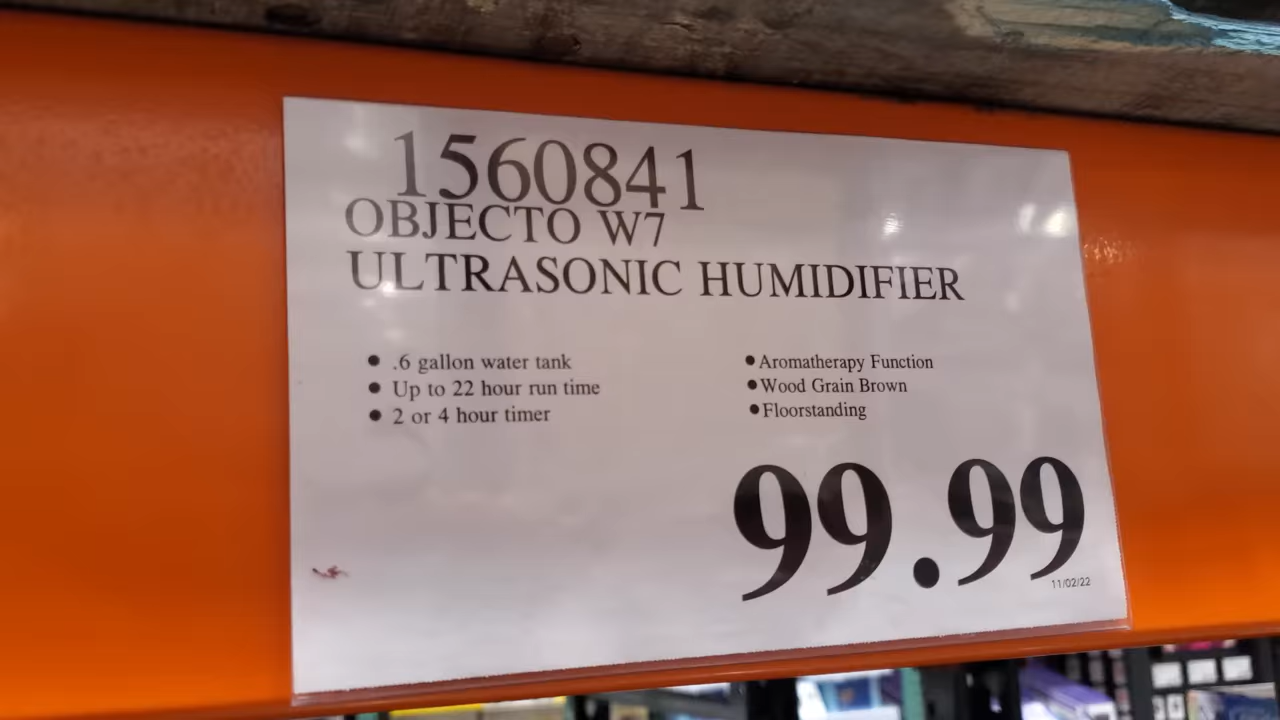 1560841
OBJECTO W7
ULTRASONIC HUMIDIFIER
• .6 gallon water tank
• Up to 22 hour run time
• 2 or 4 hour timer
• Aromatherapy Function
• Wood Grain Brown
• Floorstanding
99.99
11/02/22